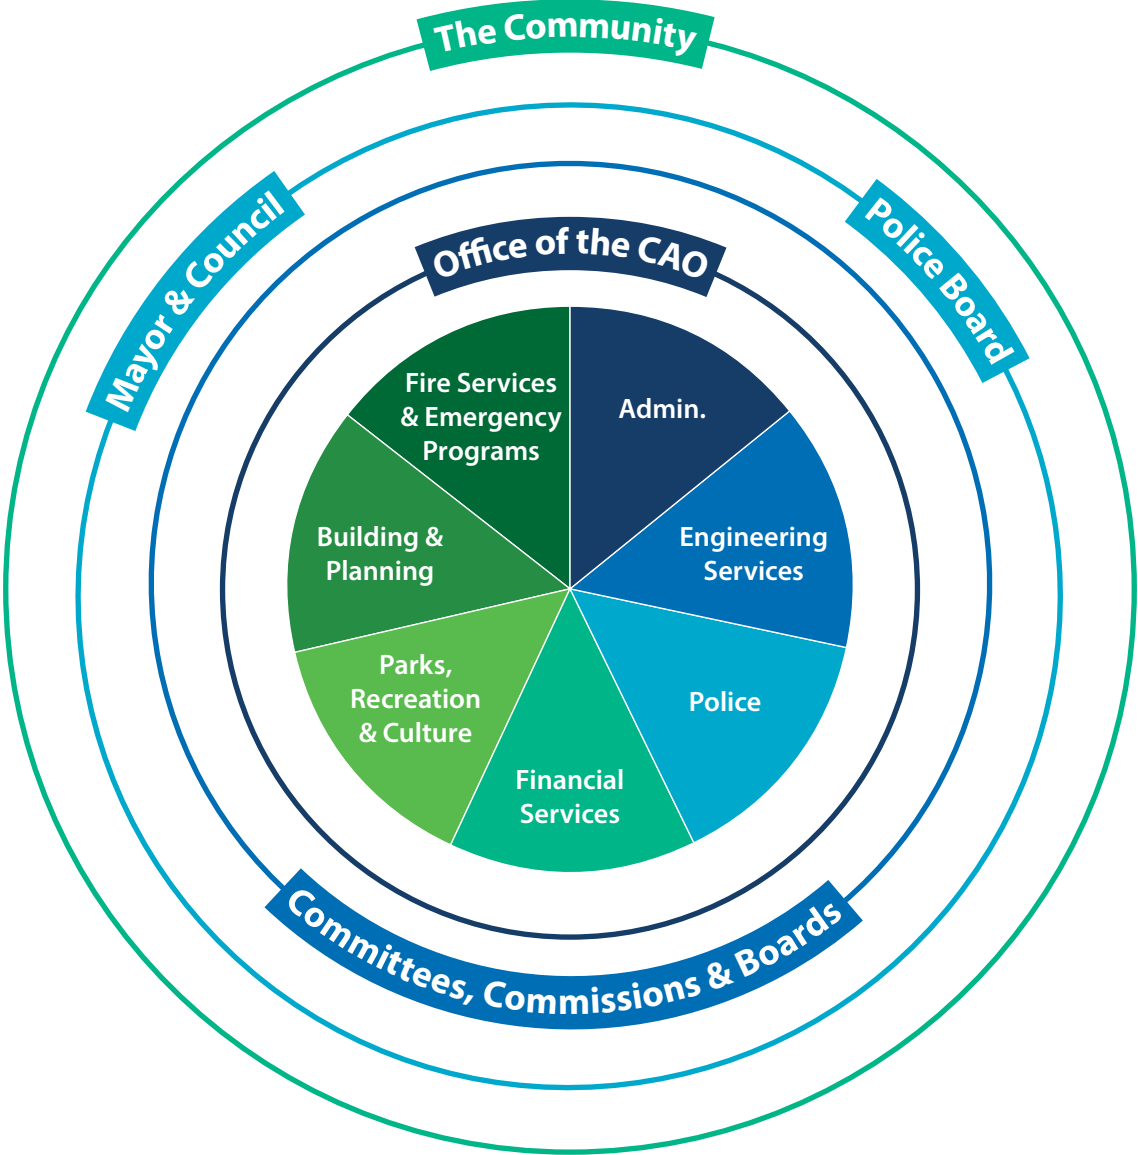 The Community
Mayor & Council
Police Board
Office of the CAO
Fire Services
& Emergency
Programs
Admin.
Building &
Planning
Engineering
Services
Parks,
Recreation
& Culture
Police
Financial
Services
Committees, Commissions & Boards